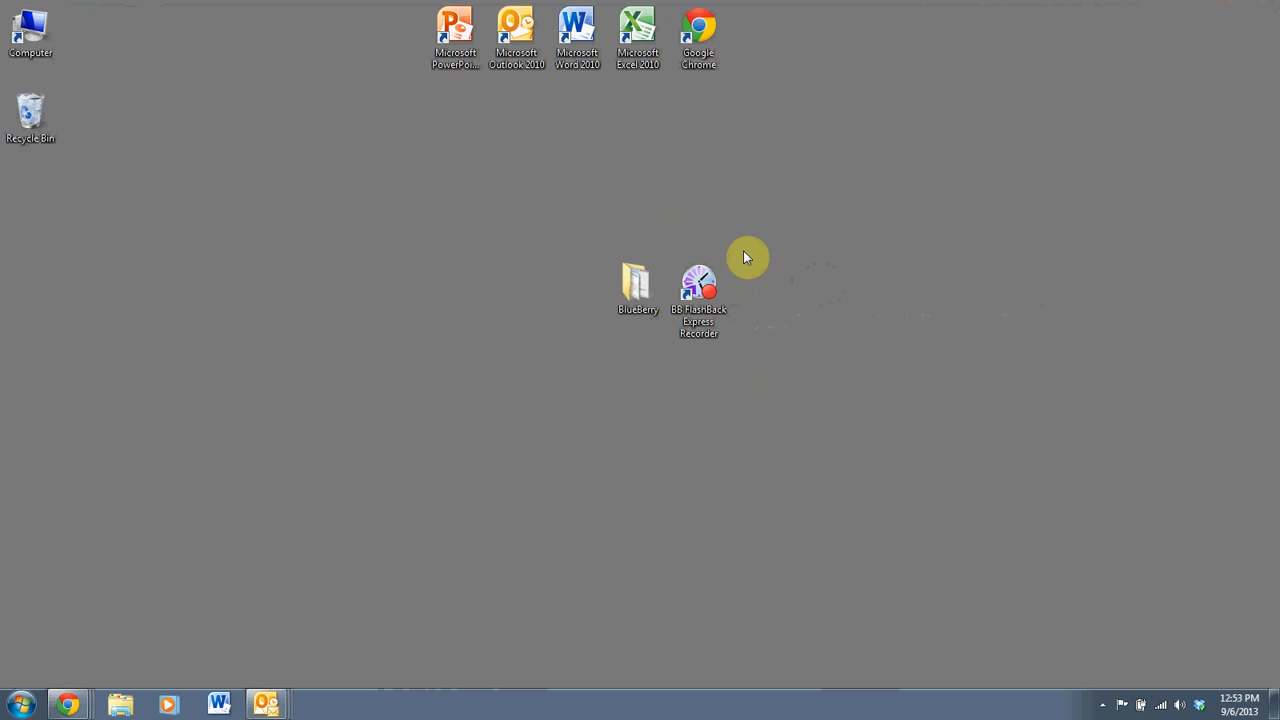 Computer
Microsoft PowerPoi...
Microsoft Outlook 2010
Microsoft Word 2010
Microsoft Excel 2010
Google Chrome
Recycle Bin
BlueBerry
BB FlashBack Express Recorder
12:53 PM
9/6/2013